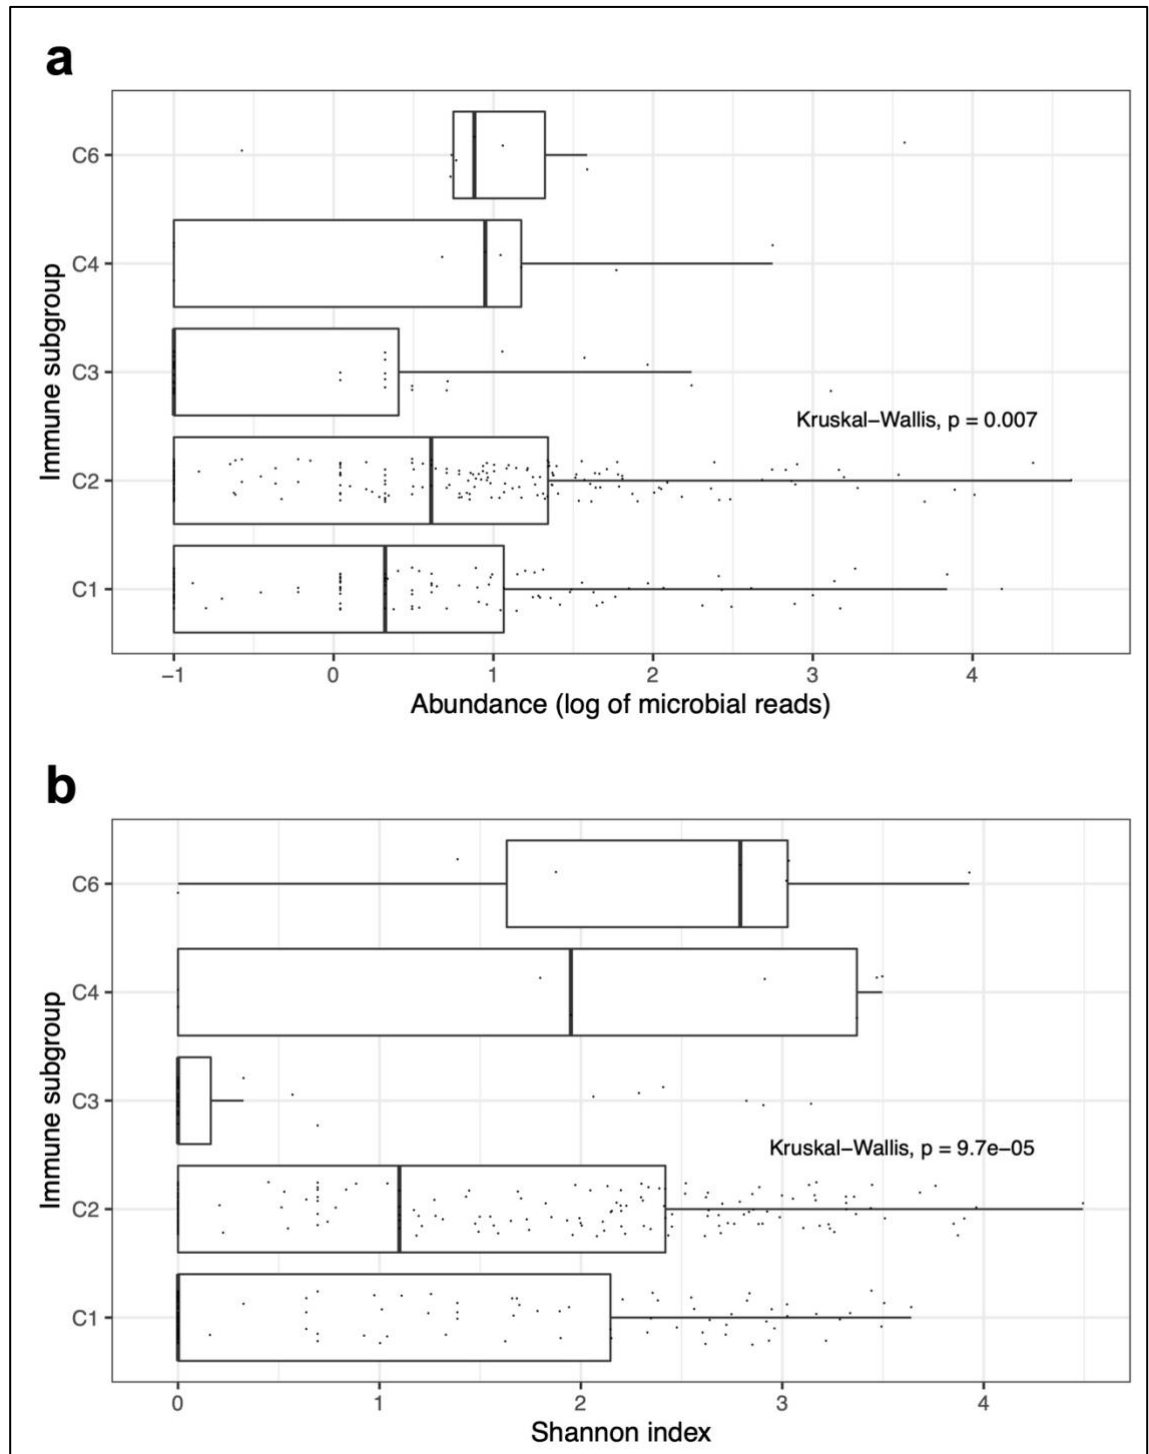 a
Immune subgroup
C6
C4
C3
C2
C1
Kruskal–Wallis, p = 0.007
−1 0 1 2 3 4
Abundance (log of microbial reads)
b
Immune subgroup
C6
C4
C3
C2
C1
Kruskal–Wallis, p = 9.7e−05
0 1 2 3 4
Shannon index